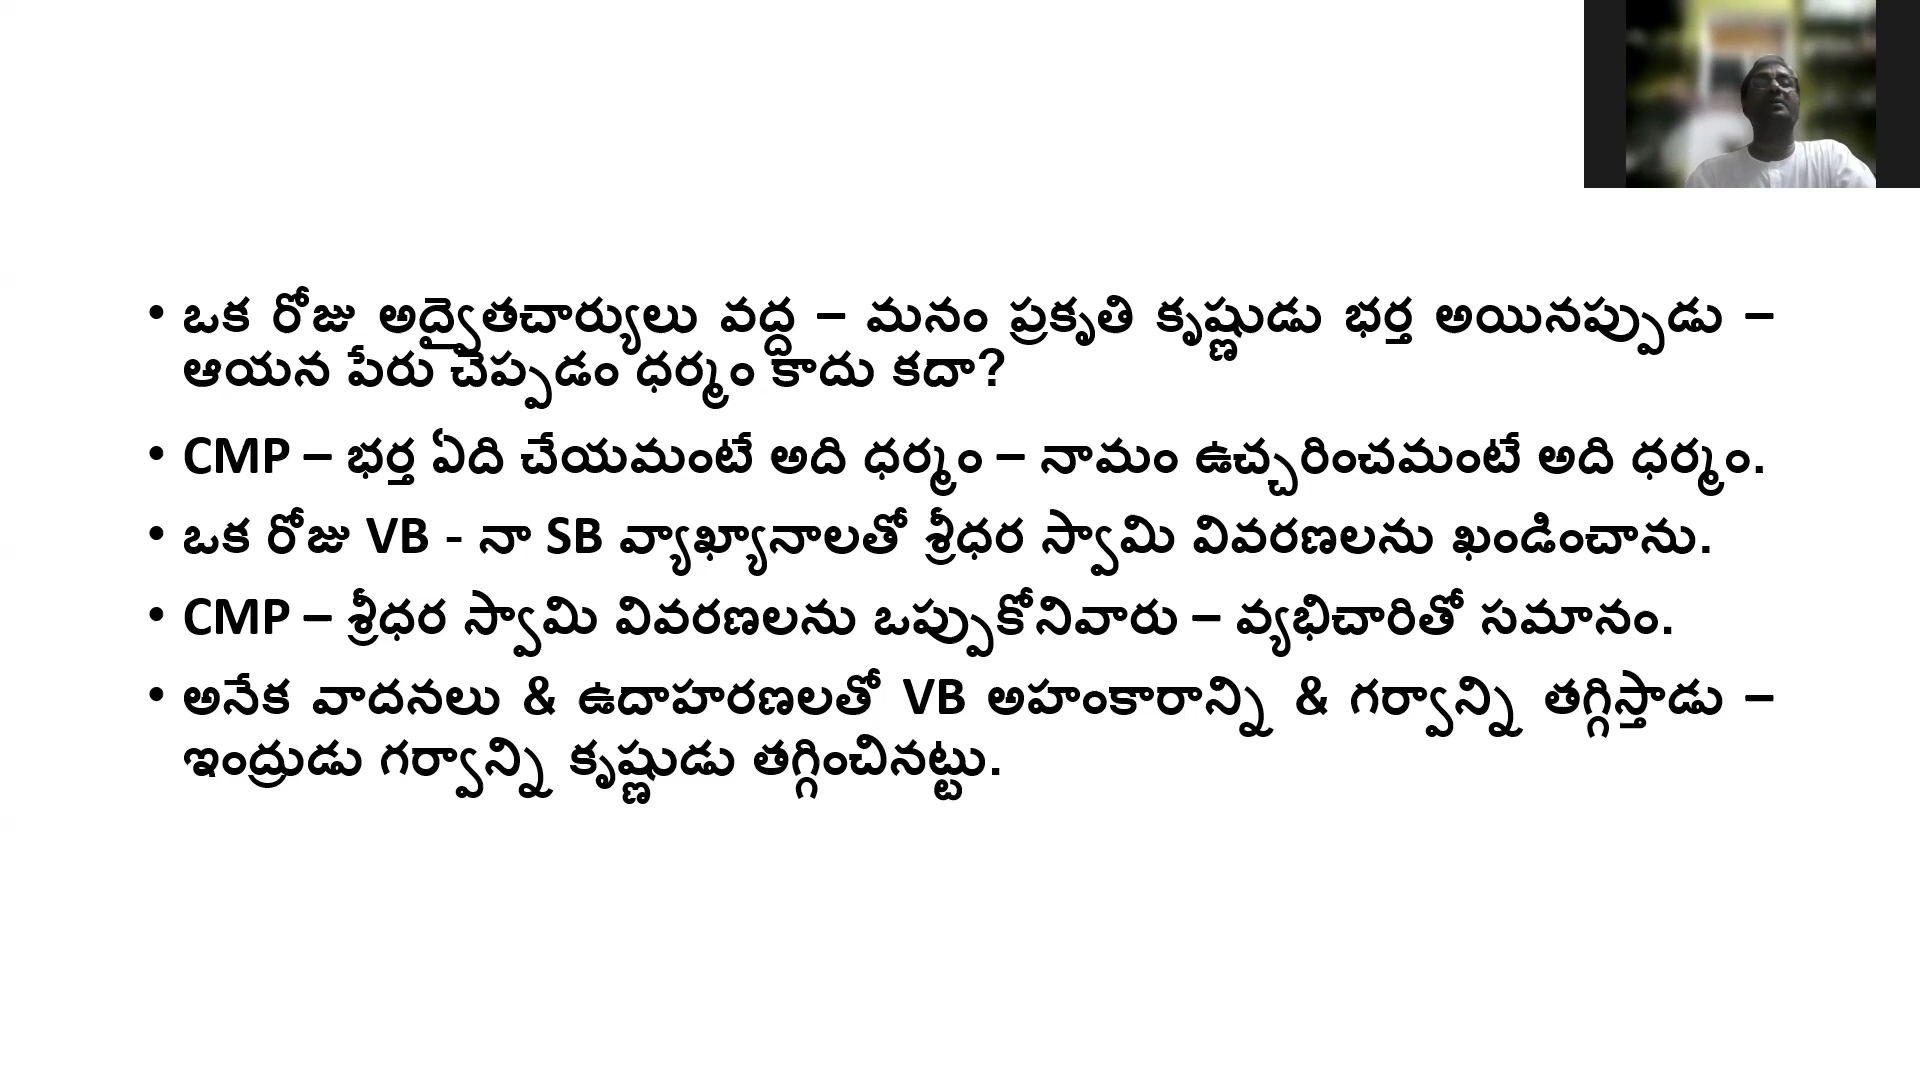 • ఒక రోజు అద్వైతచార్యులు వద్ద – మనం ప్రకృతి కృష్ణుడు భర్త అయినప్పుడు –
ఆయన పేరు చెప్పడం ధర్మం కాదు కదా?
• CMP – భర్త ఏది చేయమంటే అది ధర్మం – నామం ఉచ్చరించమంటే అది ధర్మం.
• ఒక రోజు VB - నా SB వ్యాఖ్యానాలతో శ్రీధర స్వామి వివరణలను ఖండించాను.
• CMP – శ్రీధర స్వామి వివరణలను ఒప్పుకోనివారు – వ్యభిచారితో సమానం.
• అనేక వాదనలు & ఉదాహరణలతో VB అహంకారాన్ని & గర్వాన్ని తగ్గిస్తాడు –
ఇంద్రుడు గర్వాన్ని కృష్ణుడు తగ్గించినట్టు.